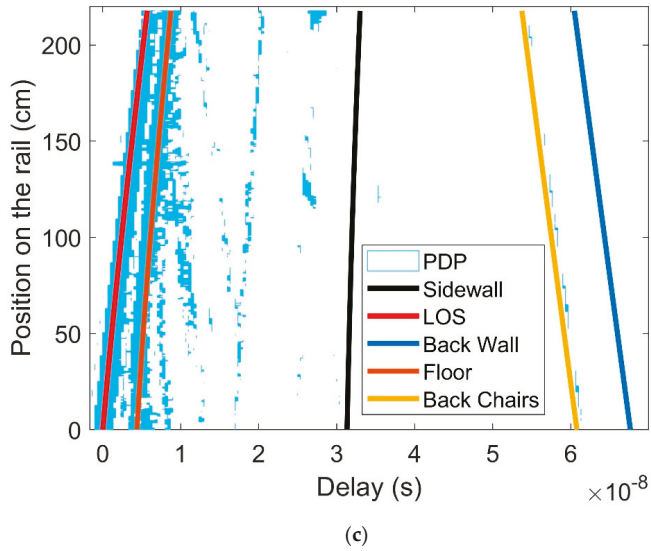 200
150
100
50
0
Position on the rail (cm)
PDP
Sidewall
LOS
Back Wall
Floor
Back Chairs
0 1 2 3 4 5 6
Delay (s)
×10⁻⁸
(c)